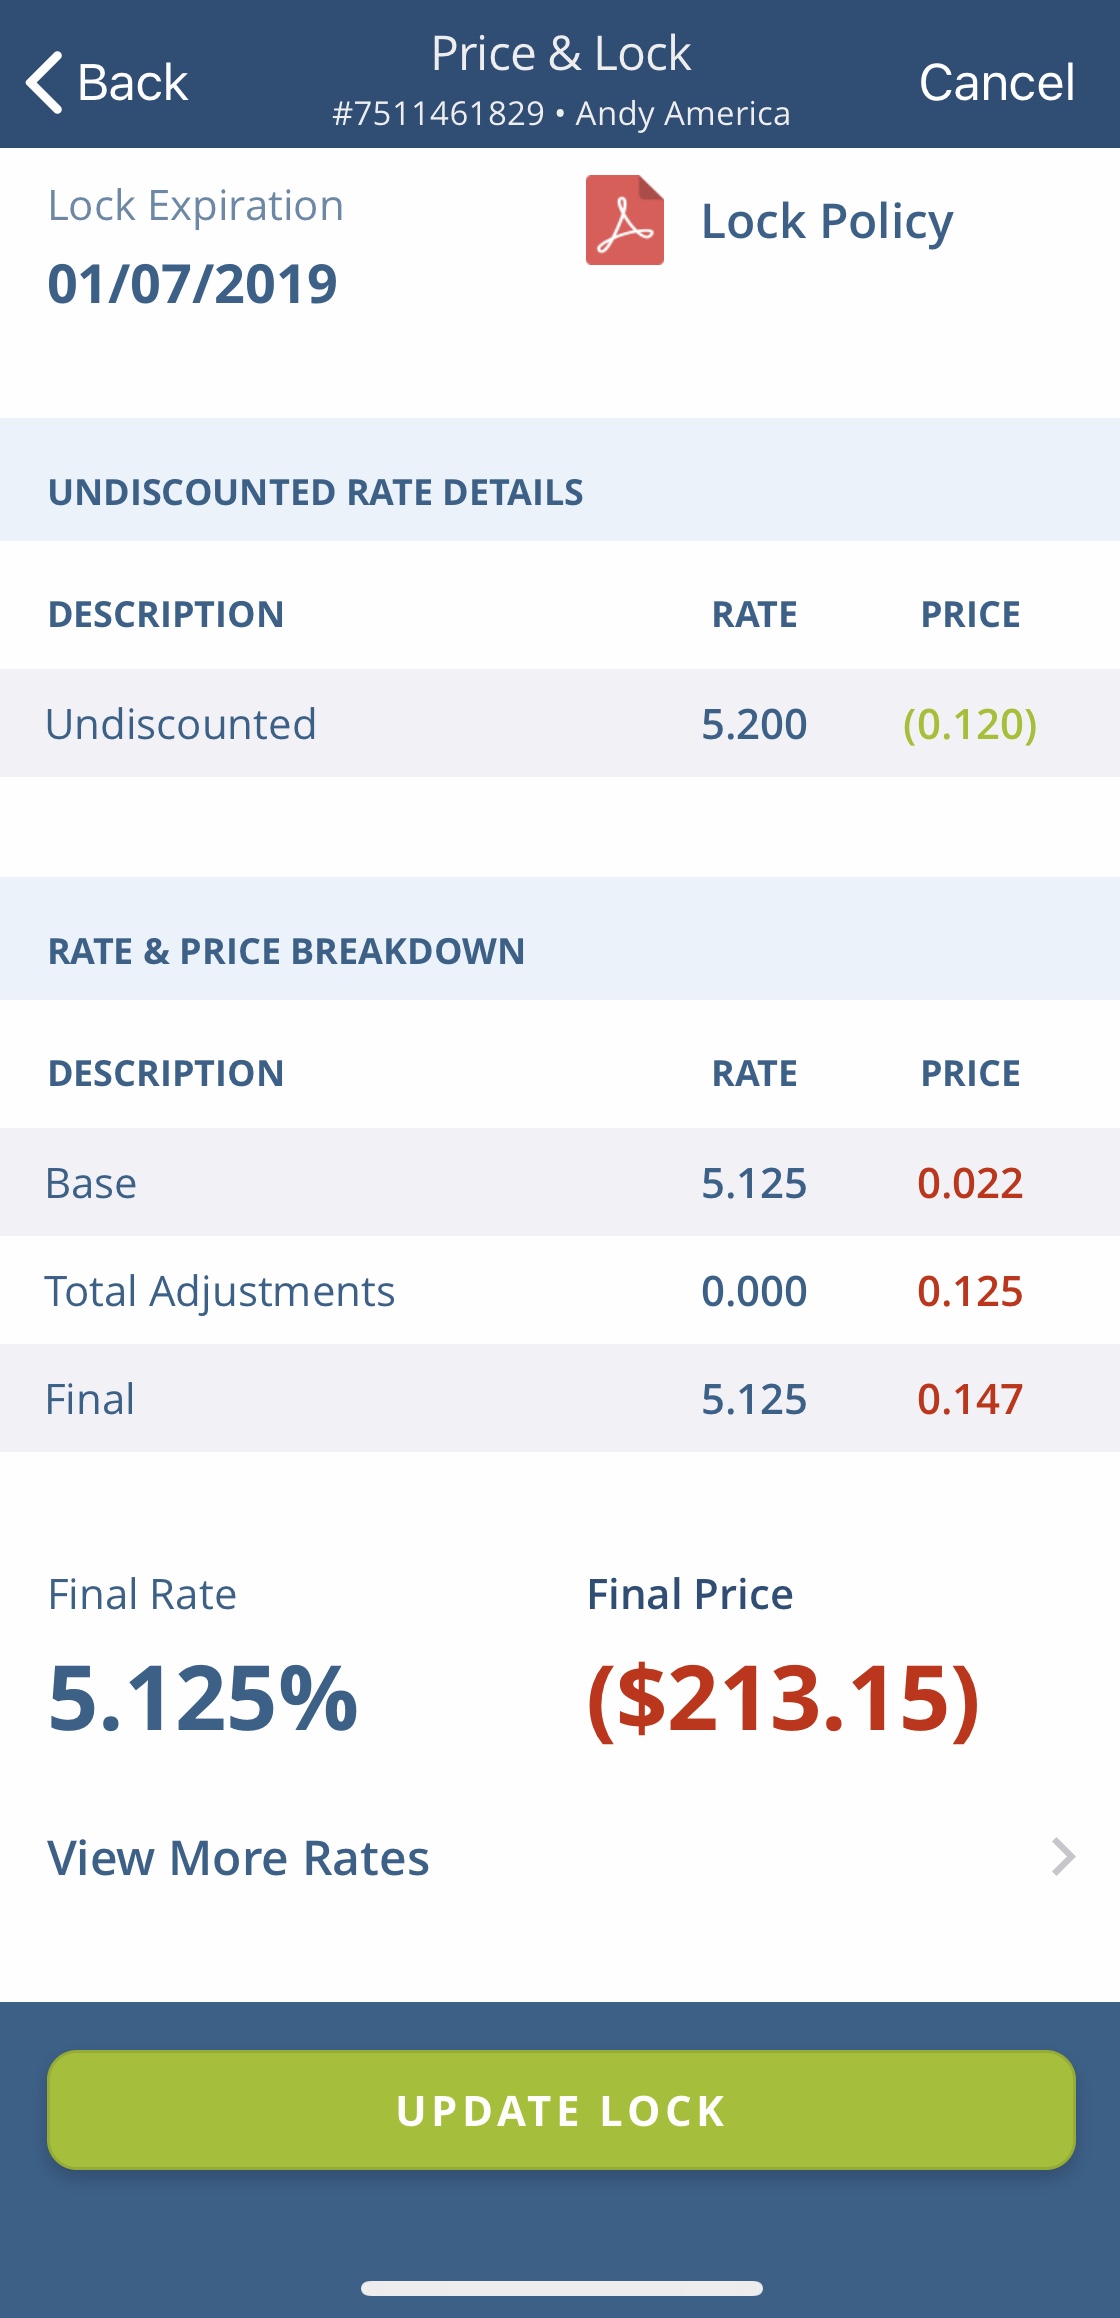 Back
Price & Lock
#7511461829 • Andy America
Cancel
Lock Expiration
01/07/2019
Lock Policy
UNDISCOUNTED RATE DETAILS
DESCRIPTION RATE PRICE
Undiscounted 5.200 (0.120)
RATE & PRICE BREAKDOWN
DESCRIPTION RATE PRICE
Base 5.125 0.022
Total Adjustments 0.000 0.125
Final 5.125 0.147
Final Rate
5.125%
Final Price
($213.15)
View More Rates
UPDATE LOCK